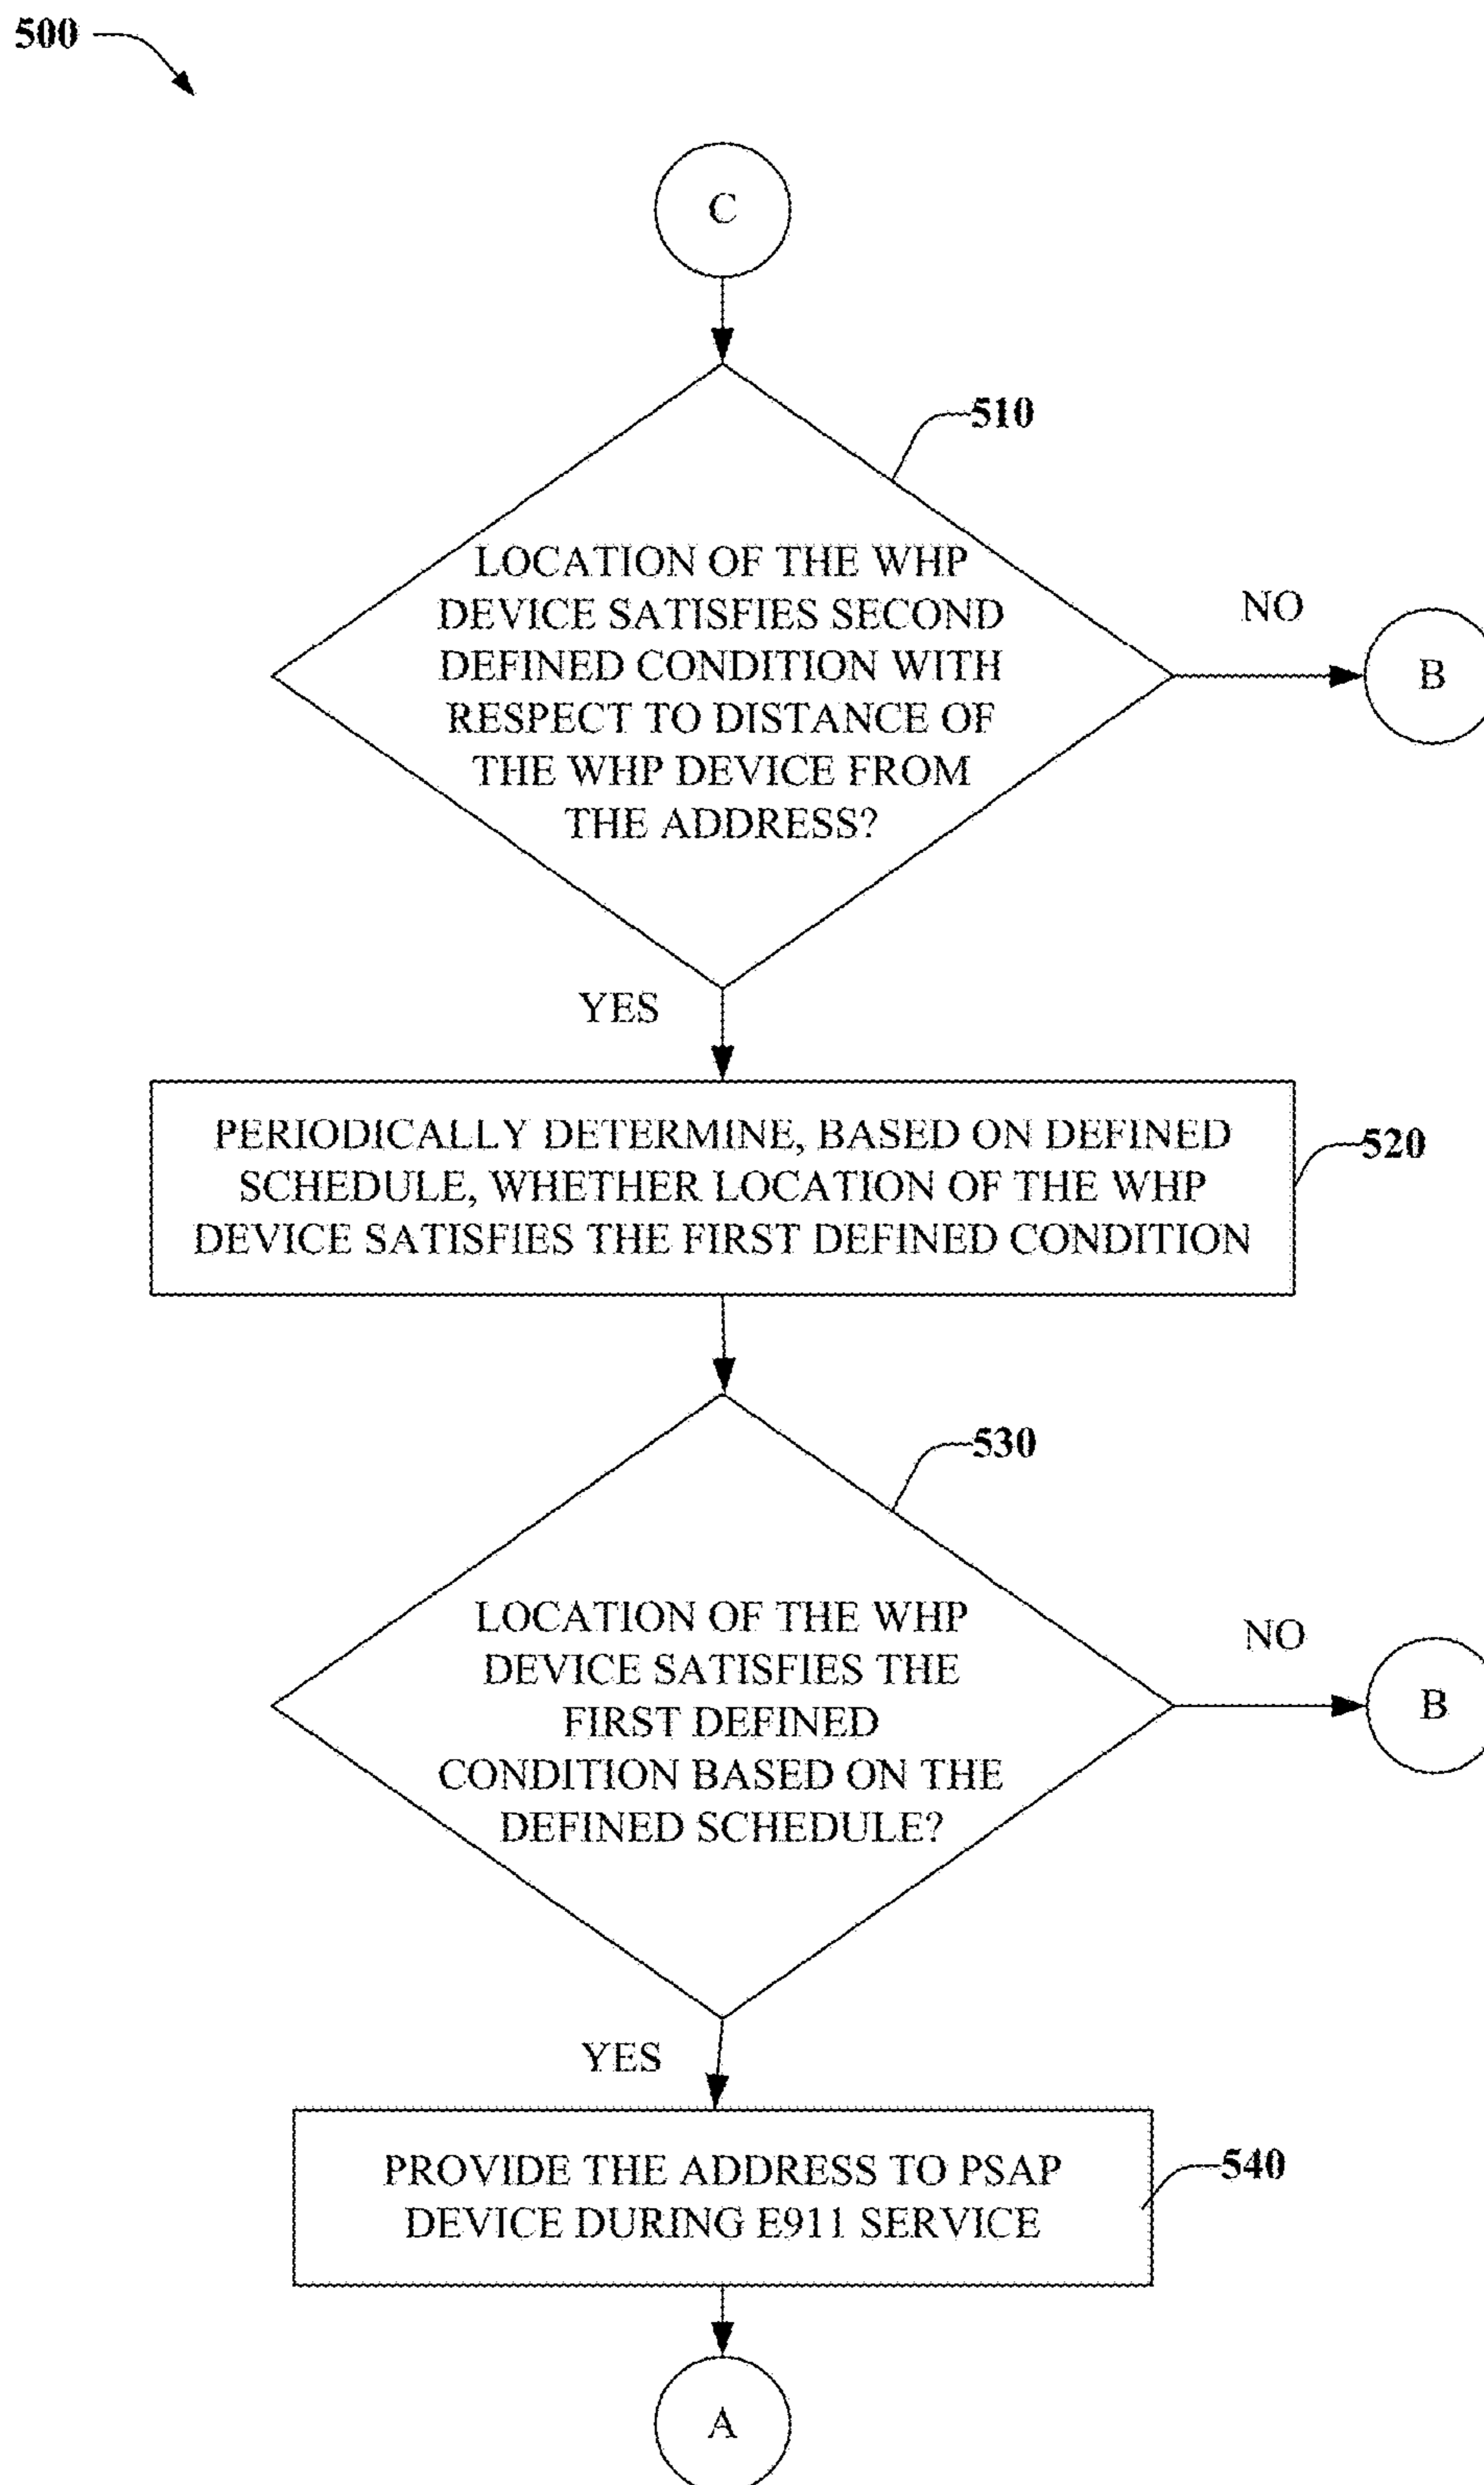 500
C
510
LOCATION OF THE WHP
DEVICE SATISFIES SECOND
DEFINED CONDITION WITH
RESPECT TO DISTANCE OF
THE WHP DEVICE FROM
THE ADDRESS?
NO
B
YES
PERIODICALLY DETERMINE, BASED ON DEFINED
SCHEDULE, WHETHER LOCATION OF THE WHP
DEVICE SATISFIES THE FIRST DEFINED CONDITION
520
530
LOCATION OF THE WHP
DEVICE SATISFIES THE
FIRST DEFINED
CONDITION BASED ON THE
DEFINED SCHEDULE?
NO
B
YES
PROVIDE THE ADDRESS TO PSAP
DEVICE DURING E911 SERVICE
540
A